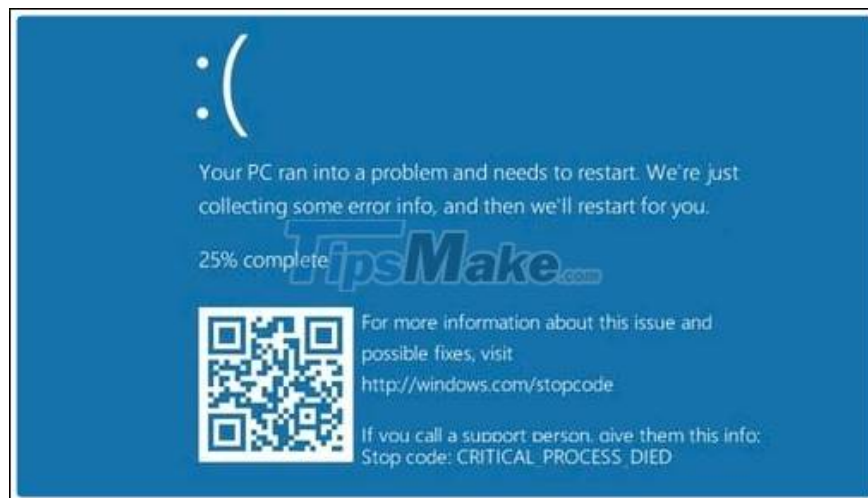 :(
Your PC ran into a problem and needs to restart. We're just
collecting some error info, and then we'll restart for you.
25% complete
TipsMake.com
For more information about this issue and
possible fixes, visit
http://windows.com/stopcode
If you call a support person, give them this info:
Stop code: CRITICAL_PROCESS_DIED